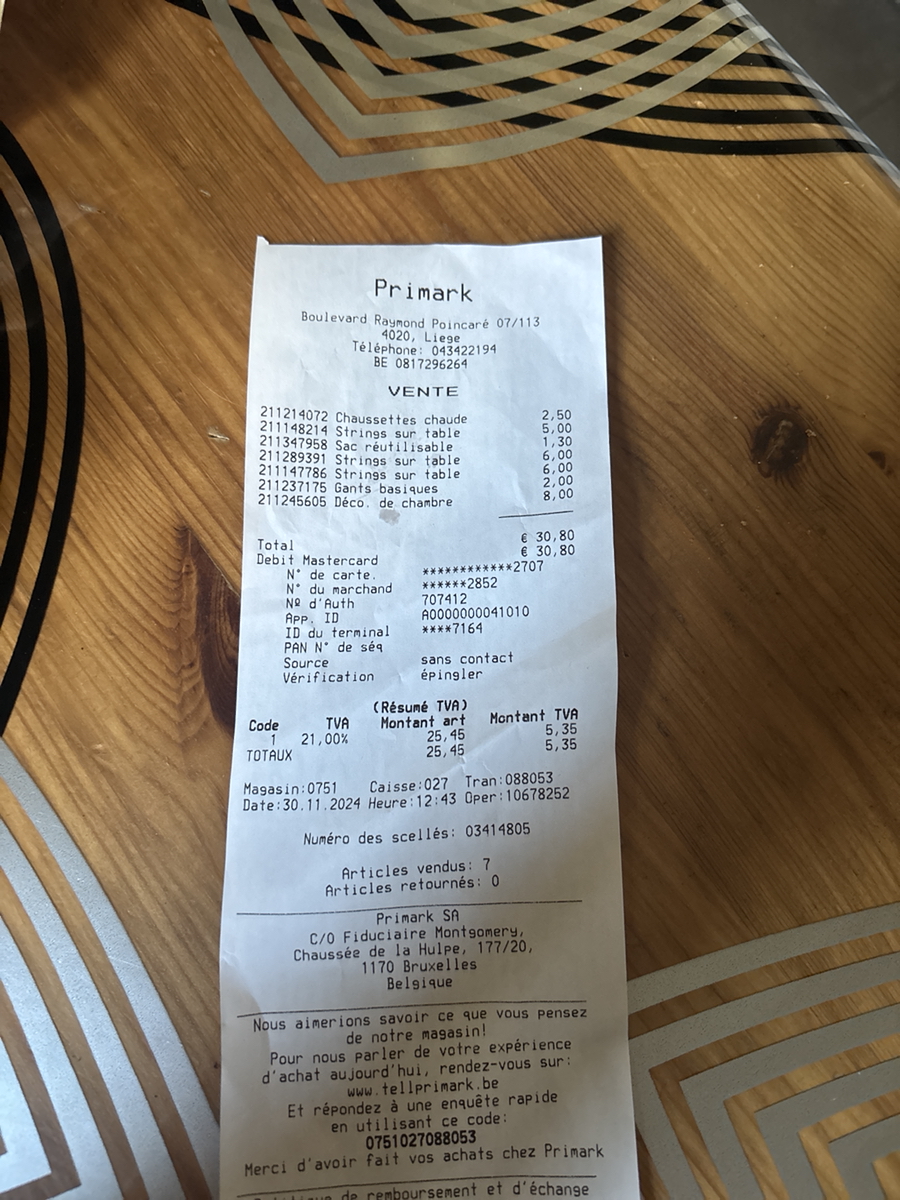 Primark
Boulevard Raymond Poincaré 07/113
4020, Liege
Téléphone: 043422194
BE 0817296264
VENTE
211214072 Chaussettes chaude 2,50
211148214 Strings sur table 5,00
211347958 Sac réutilisable 1,30
211289391 Strings sur table 6,00
211147786 Strings sur table 6,00
211237175 Gants basiques 2,00
211245605 Déco. de chambre 8,00
Total € 30,80
Debit Mastercard € 30,80
N° de carte. ************2707
N° du marchand ******2852
Nº d'Auth 707412
App. ID A0000000041010
ID du terminal ****7164
PAN N° de séq
Source sans contact
Vérification épingler
(Résumé TVA)
Code TVA Montant art Montant TVA
1 21,00% 25,45 5,35
TOTAUX 25,45 5,35
Magasin:0751 Caisse:027 Tran:088053
Date:30.11.2024 Heure:12:43 Oper:10678252
Numéro des scellés: 03414805
Articles vendus: 7
Articles retournés: 0
Primark SA
C/O Fiduciaire Montgomery,
Chaussée de la Hulpe, 177/20,
1170 Bruxelles
Belgique
Nous aimerions savoir ce que vous pensez
de notre magasin!
Pour nous parler de votre expérience
d'achat aujourd'hui, rendez-vous sur:
www.tellprimark.be
Et répondez à une enquête rapide
en utilisant ce code:
0751027088053
Merci d'avoir fait vos achats chez Primark
Politique de remboursement et d'échange